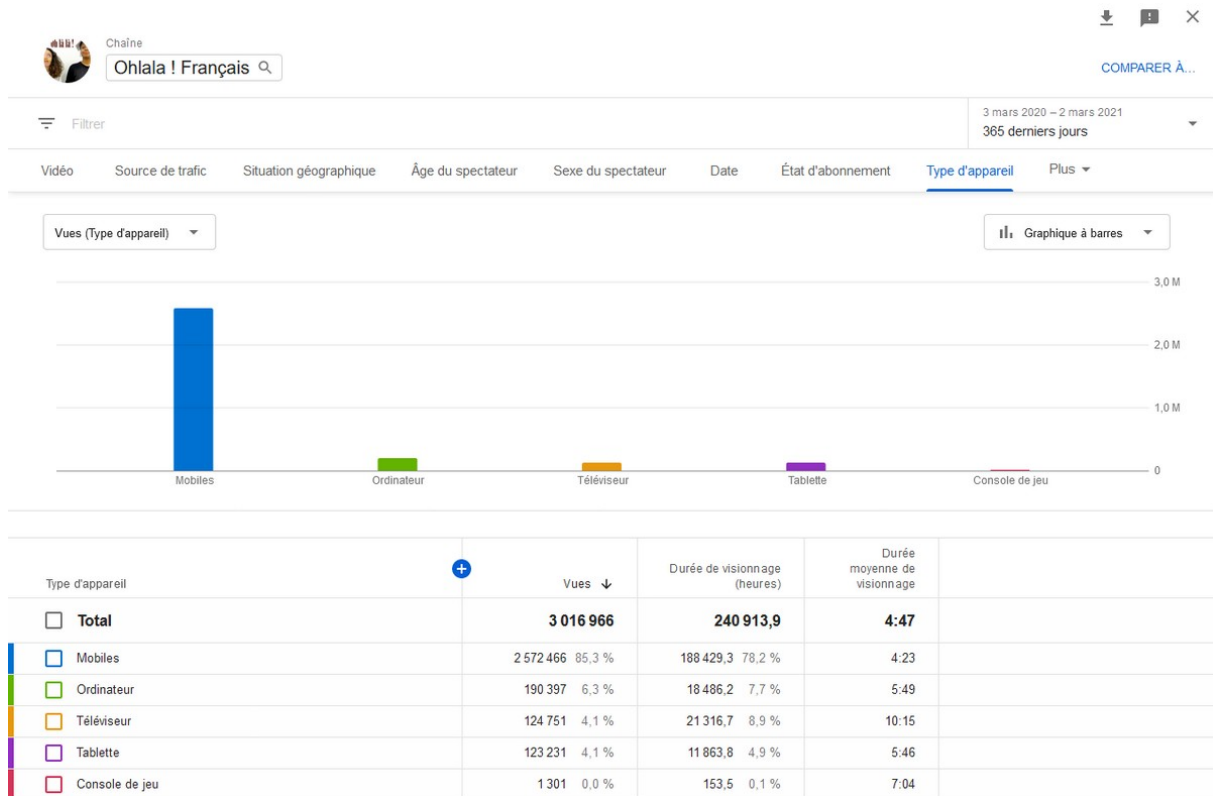 Chaîne
Ohlala ! Français
COMPARER À...
Filtrer
3 mars 2020 – 2 mars 2021
365 derniers jours
Vidéo Source de trafic Situation géographique Âge du spectateur Sexe du spectateur Date État d'abonnement Type d'appareil Plus
Vues (Type d'appareil) Graphique à barres
3,0 M
2,0 M
1,0 M
0
Mobiles Ordinateur Téléviseur Tablette Console de jeu
Type d'appareil Vues Durée de visionnage (heures) Durée moyenne de visionnage
Total 3 016 966 240 913,9 4:47
Mobiles 2 572 466 85,3 % 188 429,3 78,2 % 4:23
Ordinateur 190 397 6,3 % 18 486,2 7,7 % 5:49
Téléviseur 124 751 4,1 % 21 316,7 8,9 % 10:15
Tablette 123 231 4,1 % 11 863,8 4,9 % 5:46
Console de jeu 1 301 0,0 % 153,5 0,1 % 7:04